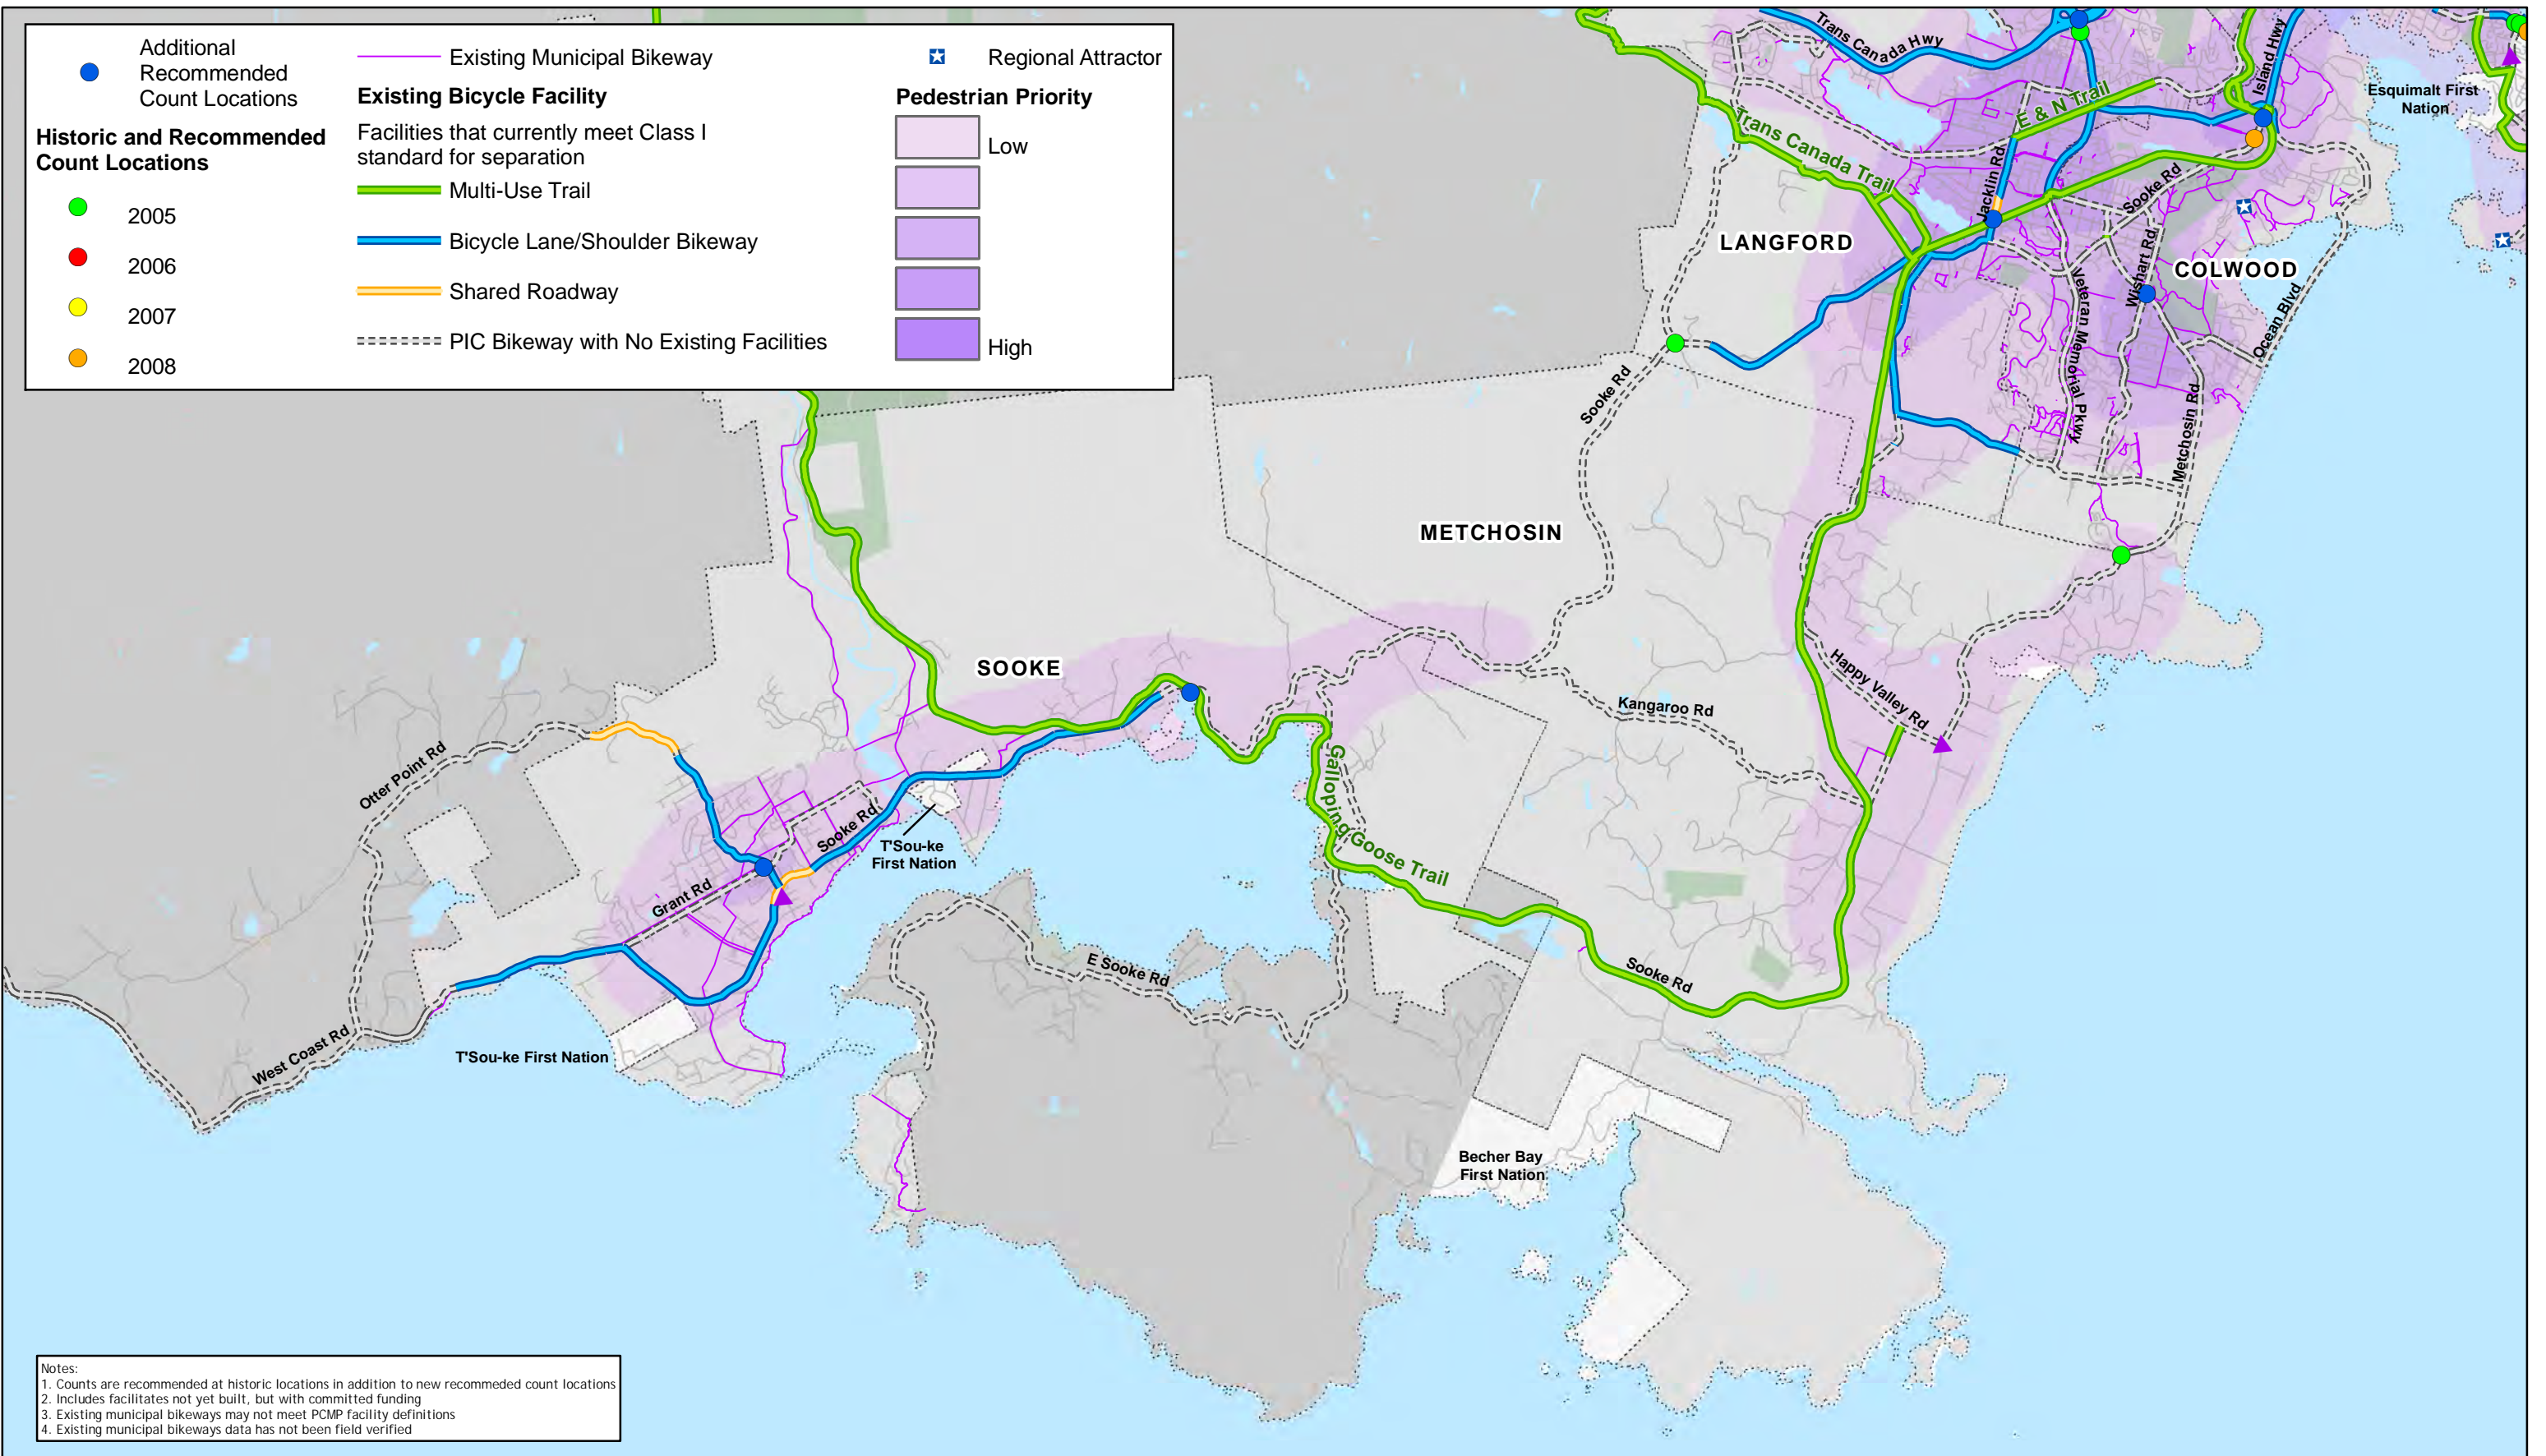 Additional
Recommended
Count Locations
Historic and Recommended
Count Locations
2005
2006
2007
2008
Existing Municipal Bikeway
Existing Bicycle Facility
Facilities that currently meet Class I
standard for separation
Multi-Use Trail
Bicycle Lane/Shoulder Bikeway
Shared Roadway
PIC Bikeway with No Existing Facilities
Regional Attractor
Pedestrian Priority
Low
High
Trans Canada Hwy
Island Hwy
Esquimalt First
Nation
E & N Trail
Trans Canada Trail
Jacklin Rd
Sooke Rd
LANGFORD
Wishart Rd
COLWOOD
Veteran Memorial Pkwy
Ocean Blvd
Sooke Rd
Metchosin Rd
METCHOSIN
SOOKE
Happy Valley Rd
Kangaroo Rd
Otter Point Rd
Galloping Goose Trail
Sooke Rd
T'Sou-ke
First Nation
Grant Rd
E Sooke Rd
Sooke Rd
West Coast Rd
T'Sou-ke First Nation
Becher Bay
First Nation
Notes:
1. Counts are recommended at historic locations in addition to new recommeded count locations
2. Includes facilitates not yet built, but with committed funding
3. Existing municipal bikeways may not meet PCMP facility definitions
4. Existing municipal bikeways data has not been field verified